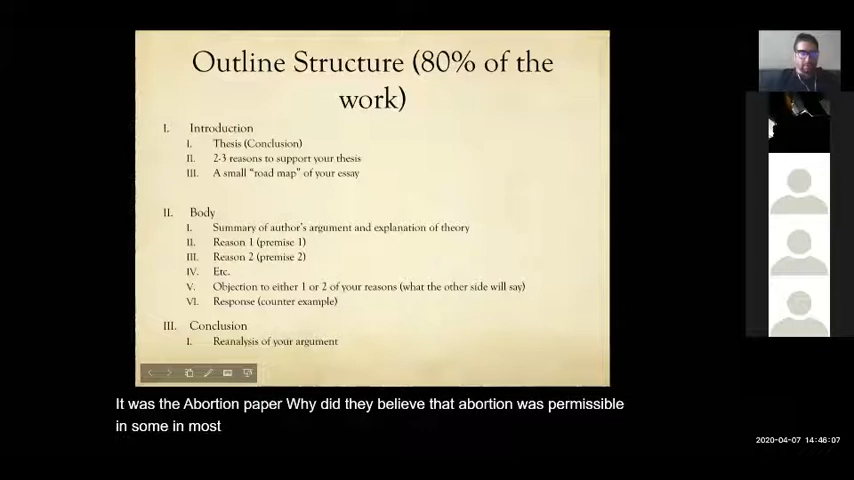 Outline Structure (80% of the
work)
I. Introduction
I. Thesis (Conclusion)
II. 2-3 reasons to support your thesis
III. A small "road map" of your essay
II. Body
I. Summary of author's argument and explanation of theory
II. Reason 1 (premise 1)
III. Reason 2 (premise 2)
IV. Etc.
V. Objection to either 1 or 2 of your reasons (what the other side will say)
VI. Response (counter example)
III. Conclusion
I. Reanalysis of your argument
It was the Abortion paper Why did they believe that abortion was permissible
in some in most
2020-04-07 14:46:07